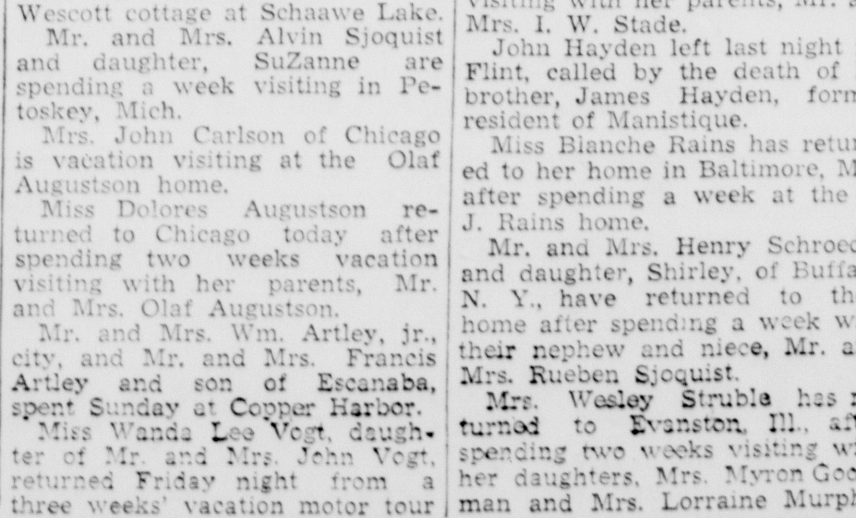 Wescott cottage at Schaawe Lake.
Mr. and Mrs. Alvin Sjoquist
and daughter, SuZanne are
spending a week visiting in Pe-
toskey, Mich.
Mrs. John Carlson of Chicago
is vacation visiting at the Olaf
Augustson home.
Miss Dolores Augustson re-
turned to Chicago today after
spending two weeks vacation
visiting with her parents, Mr.
and Mrs. Olaf Augustson.
Mr. and Mrs. Wm. Artley, jr.,
city, and Mr. and Mrs. Francis
Artley and son of Escanaba,
spent Sunday at Copper Harbor.
Miss Wanda Lee Vogt, daugh-
ter of Mr. and Mrs. John Vogt,
returned Friday night from a
three weeks' vacation motor tour
visiting with her parents, Mr.
Mrs. I. W. Stade.
John Hayden left last night
Flint, called by the death of
brother, James Hayden, form
resident of Manistique.
Miss Blanche Rains has retur
ed to her home in Baltimore, M
after spending a week at the
J. Rains home.
Mr. and Mrs. Henry Schroed
and daughter, Shirley, of Buffa
N. Y., have returned to th
home after spending a week w
their nephew and niece, Mr. a
Mrs. Rueben Sjoquist.
Mrs. Wesley Struble has r
turned to Evanston, Ill., aft
spending two weeks visiting wi
her daughters, Mrs. Myron Goo
man and Mrs. Lorraine Murph